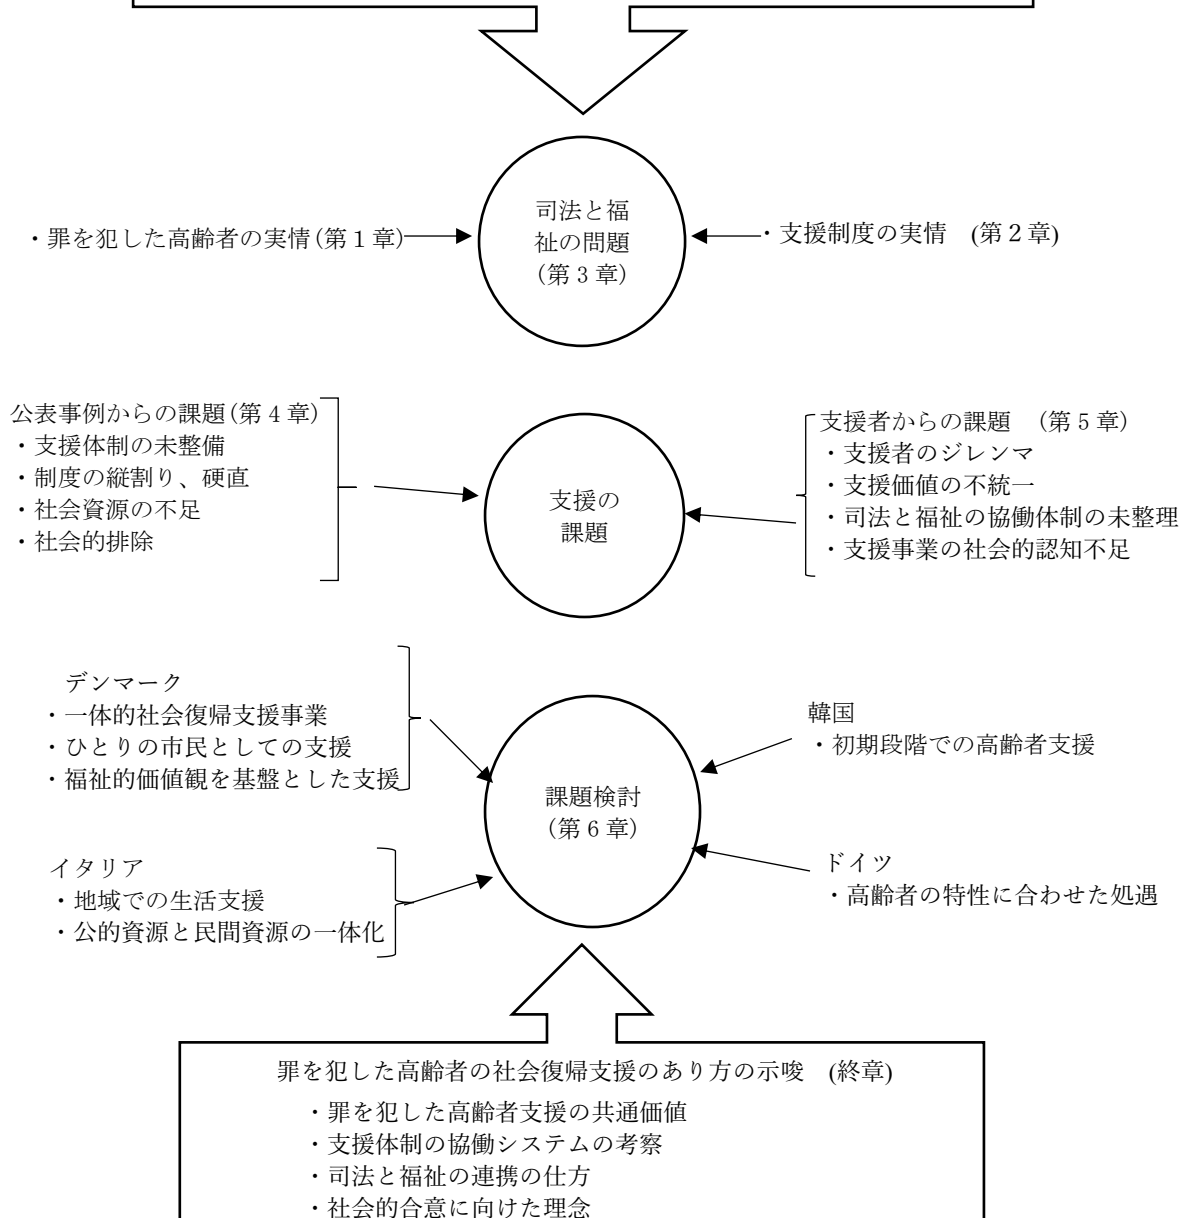 司法と福
祉の問題
（第 3 章）
・罪を犯した高齢者の実情（第１章）
・支援制度の実情　(第２章)
公表事例からの課題（第 4 章）
・支援体制の未整備
・制度の縦割り、硬直
・社会資源の不足
・社会的排除
支援の
課題
支援者からの課題　（第 5 章）
・支援者のジレンマ
・支援価値の不統一
・司法と福祉の協働体制の未整理
・支援事業の社会的認知不足
デンマーク
・一体的社会復帰支援事業
・ひとりの市民としての支援
・福祉的価値観を基盤とした支援
課題検討
（第 6 章）
韓国
・初期段階での高齢者支援
イタリア
・地域での生活支援
・公的資源と民間資源の一体化
ドイツ
・高齢者の特性に合わせた処遇
罪を犯した高齢者の社会復帰支援のあり方の示唆　(終章)
・罪を犯した高齢者支援の共通価値
・支援体制の協働システムの考察
・司法と福祉の連携の仕方
・社会的合意に向けた理念